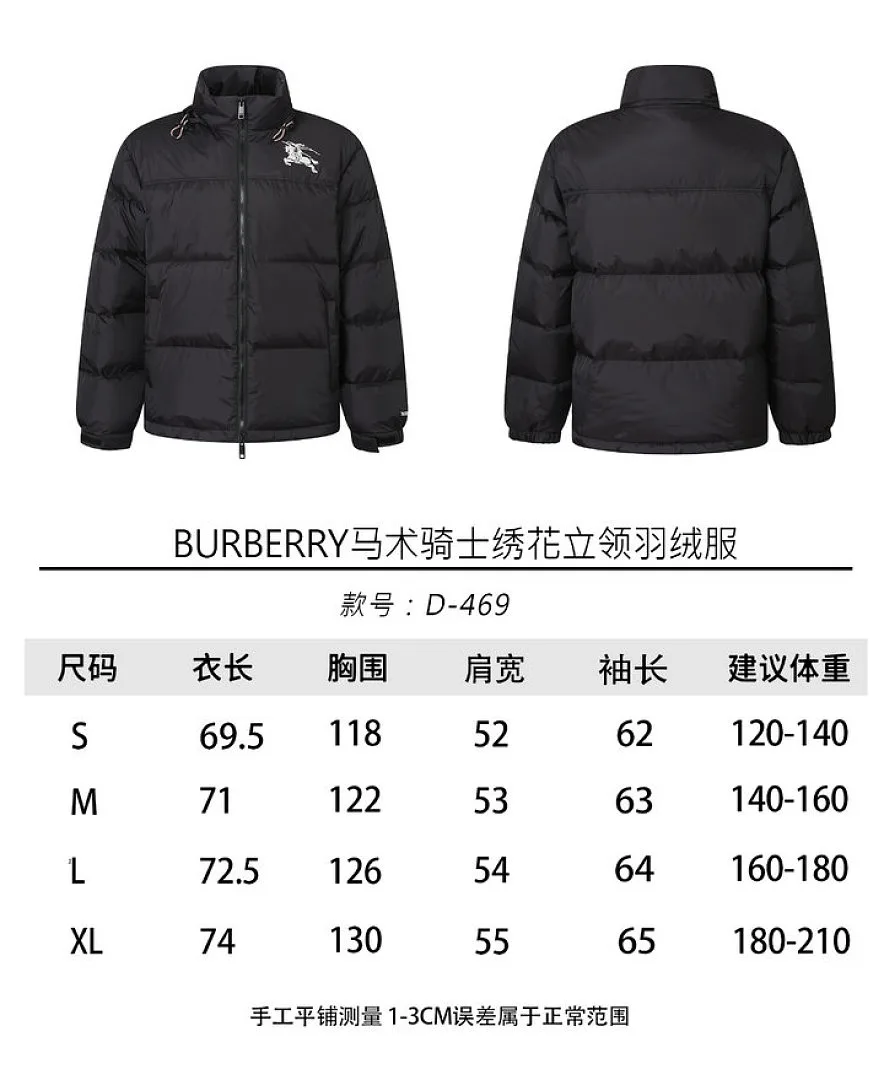 BURBERRY马术骑士绣花立领羽绒服
款号：D-469
尺码 衣长 胸围 肩宽 袖长 建议体重
S 69.5 118 52 62 120-140
M 71 122 53 63 140-160
L 72.5 126 54 64 160-180
XL 74 130 55 65 180-210
手工平铺测量 1-3CM误差属于正常范围